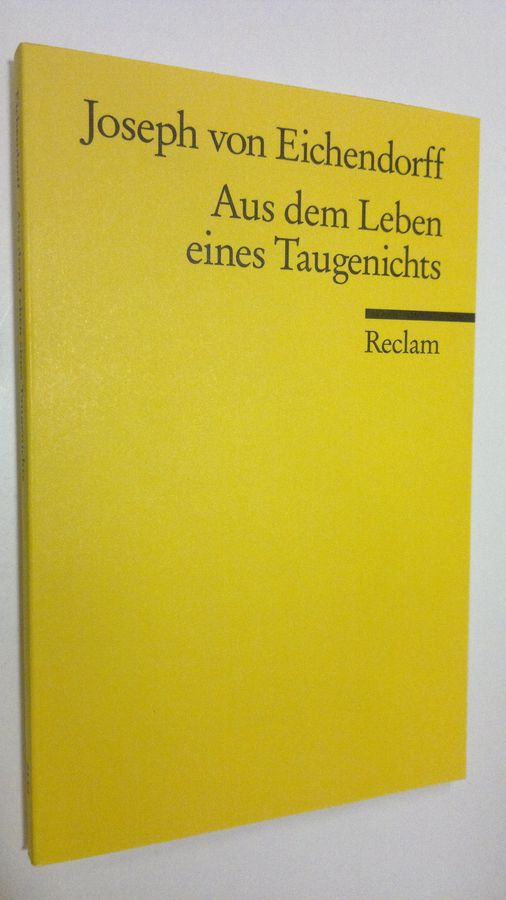 Joseph von Eichendorff
Aus dem Leben
eines Taugenichts
Reclam